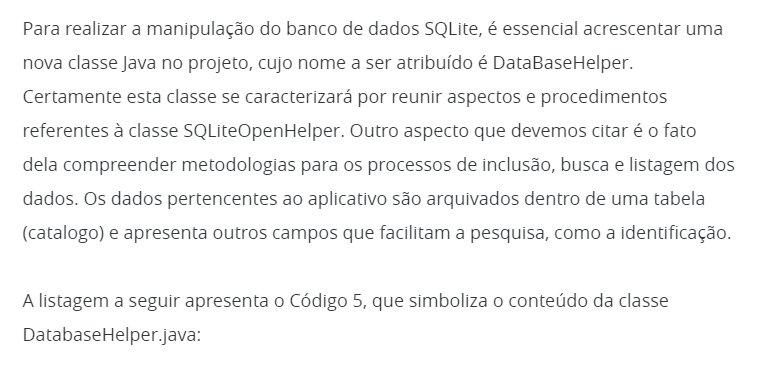 Para realizar a manipulação do banco de dados SQLite, é essencial acrescentar uma
nova classe Java no projeto, cujo nome a ser atribuído é DataBaseHelper.
Certamente esta classe se caracterizará por reunir aspectos e procedimentos
referentes à classe SQLiteOpenHelper. Outro aspecto que devemos citar é o fato
dela compreender metodologias para os processos de inclusão, busca e listagem dos
dados. Os dados pertencentes ao aplicativo são arquivados dentro de uma tabela
(catalogo) e apresenta outros campos que facilitam a pesquisa, como a identificação.
A listagem a seguir apresenta o Código 5, que simboliza o conteúdo da classe
DatabaseHelper.java: